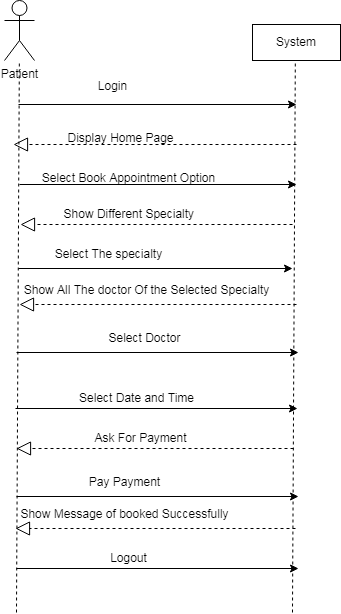 Patient
System
Login
Display Home Page
Select Book Appointment Option
Show Different Specialty
Select The specialty
Show All The doctor Of the Selected Specialty
Select Doctor
Select Date and Time
Ask For Payment
Pay Payment
Show Message of booked Successfully
Logout